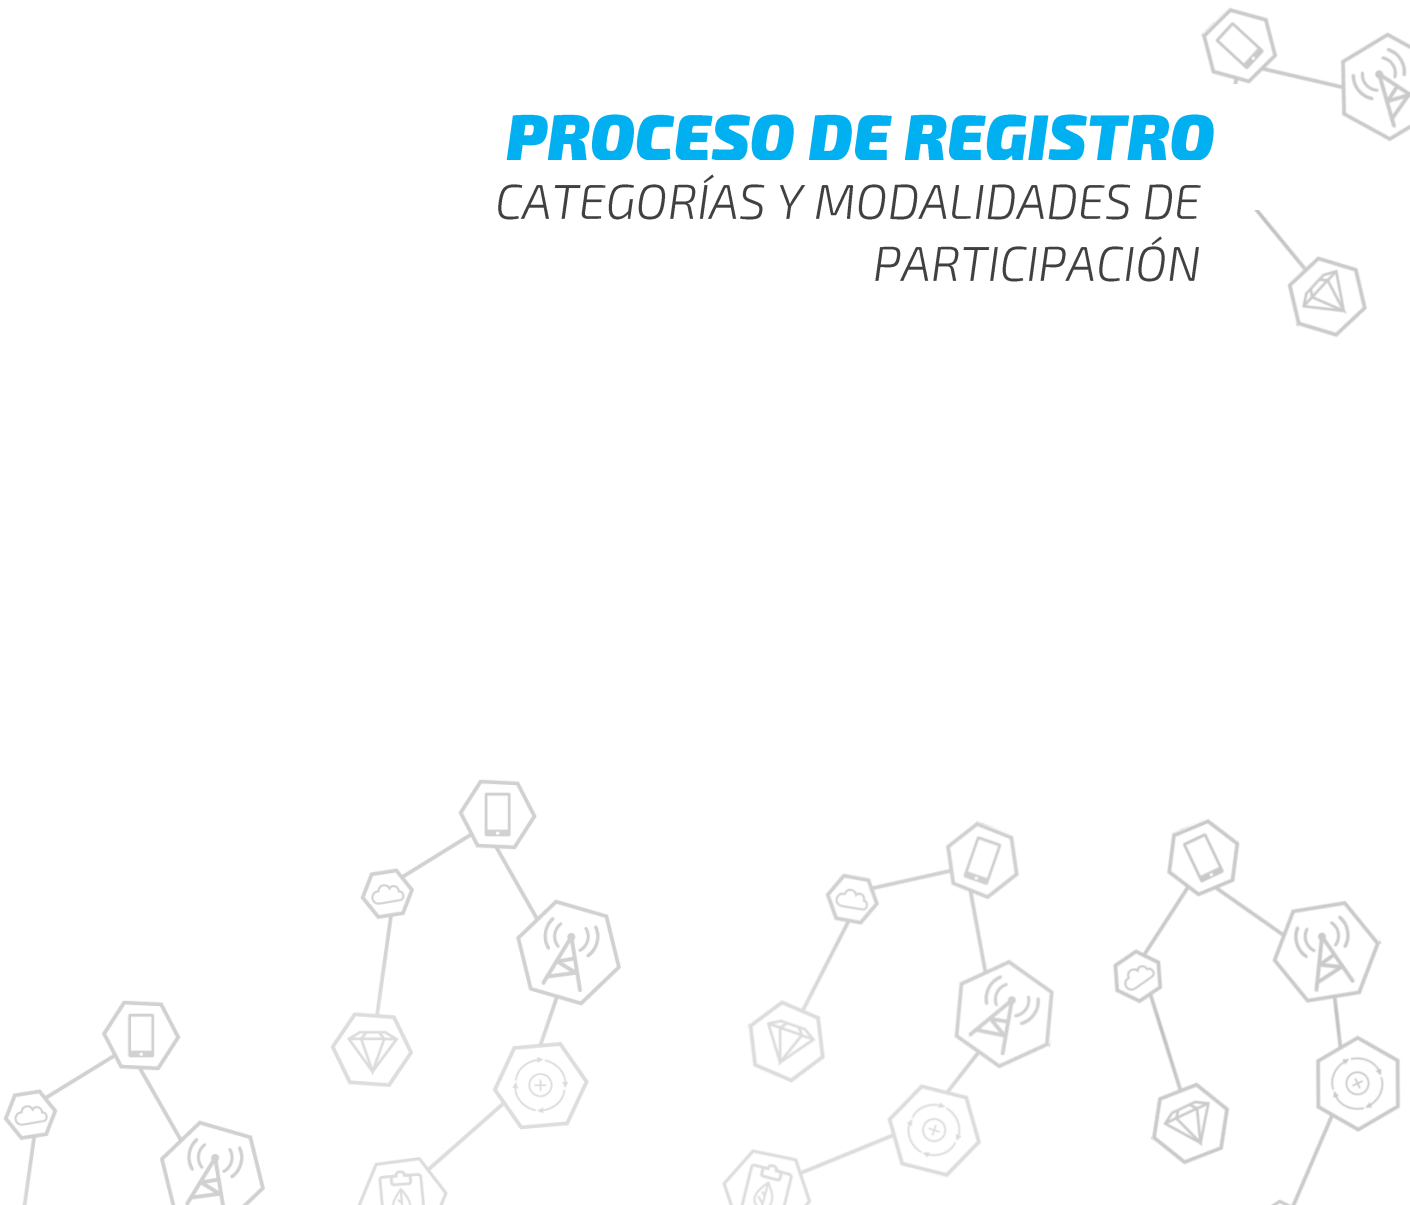 PROCESO DE REGISTRO
CATEGORÍAS Y MODALIDADES DE
PARTICIPACIÓN